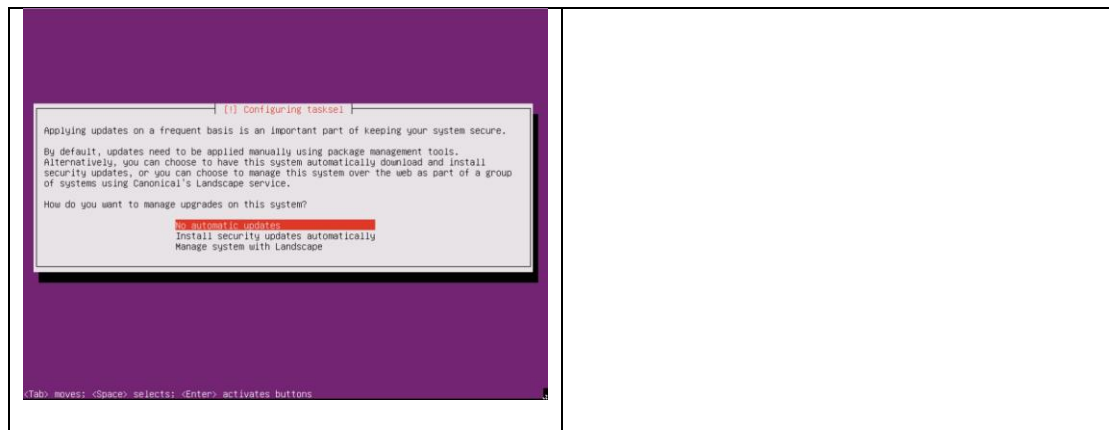 [!] Configuring tasksel
Applying updates on a frequent basis is an important part of keeping your system secure.
By default, updates need to be applied manually using package management tools.
Alternatively, you can choose to have this system automatically download and install
security updates, or you can choose to manage this system over the web as part of a group
of systems using Canonical's Landscape service.
How do you want to manage upgrades on this system?
No automatic updates
Install security updates automatically
Manage system with Landscape
<Tab> moves; <Space> selects; <Enter> activates buttons